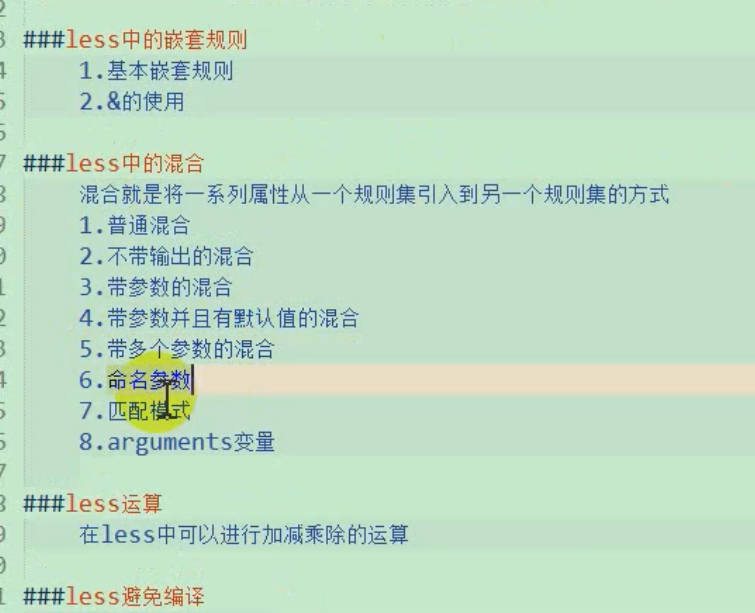 ###less中的嵌套规则
1.基本嵌套规则
2.&的使用
###less中的混合
混合就是将一系列属性从一个规则集引入到另一个规则集的方式
1.普通混合
2.不带输出的混合
3.带参数的混合
4.带参数并且有默认值的混合
5.带多个参数的混合
6.命名参数
7.匹配模式
8.arguments变量
###less运算
在less中可以进行加减乘除的运算
###less避免编译